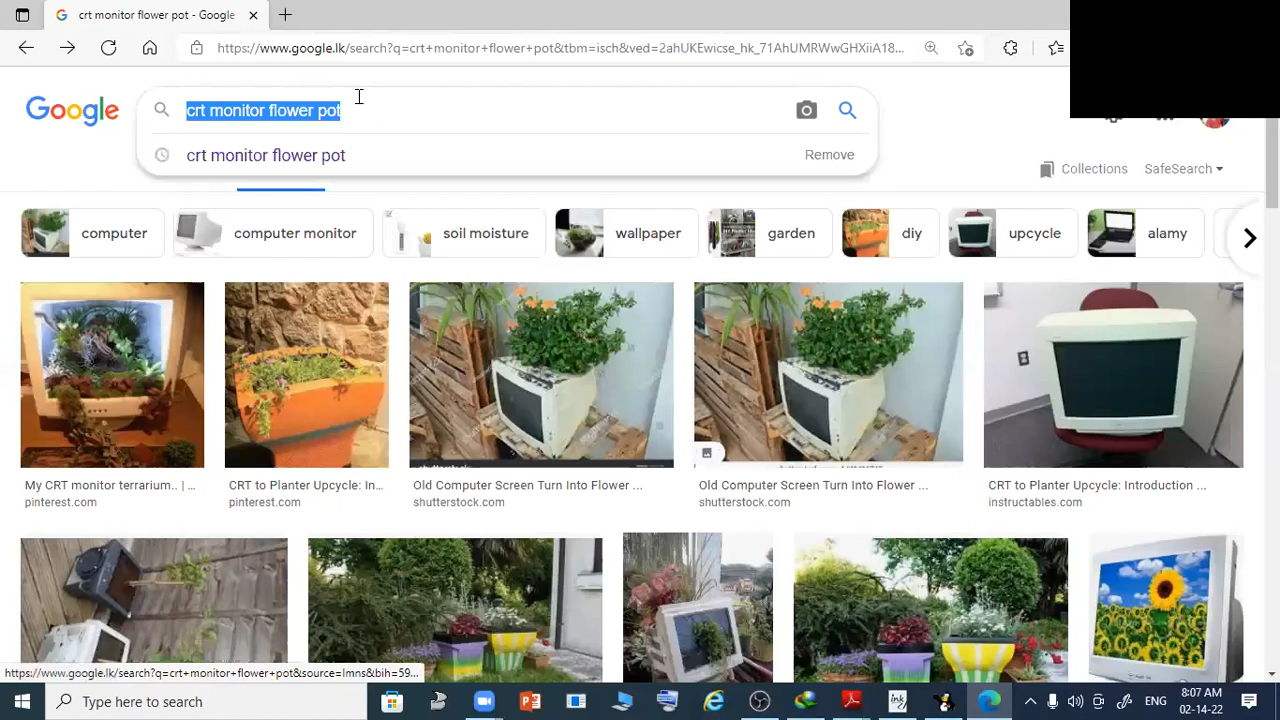 crt monitor flower pot - Google
https://www.google.lk/search?q=crt+monitor+flower+pot&tbm=isch&ved=2ahUKEwicse_hk_71AhUMRWwGHXiiA18...
Google
crt monitor flower pot
crt monitor flower pot
Remove
Collections
SafeSearch
computer
computer monitor
soil moisture
wallpaper
garden
diy
upcycle
alamy
My CRT monitor terrarium.. | ...
pinterest.com
CRT to Planter Upcycle: In...
pinterest.com
Old Computer Screen Turn Into Flower ...
shutterstock.com
Old Computer Screen Turn Into Flower ...
shutterstock.com
CRT to Planter Upcycle: Introduction ...
instructables.com
https://www.google.lk/search?q=crt+monitor+flower+pot&source=lmns&bih=59...
Type here to search
ENG
8:07 AM
02-14-22